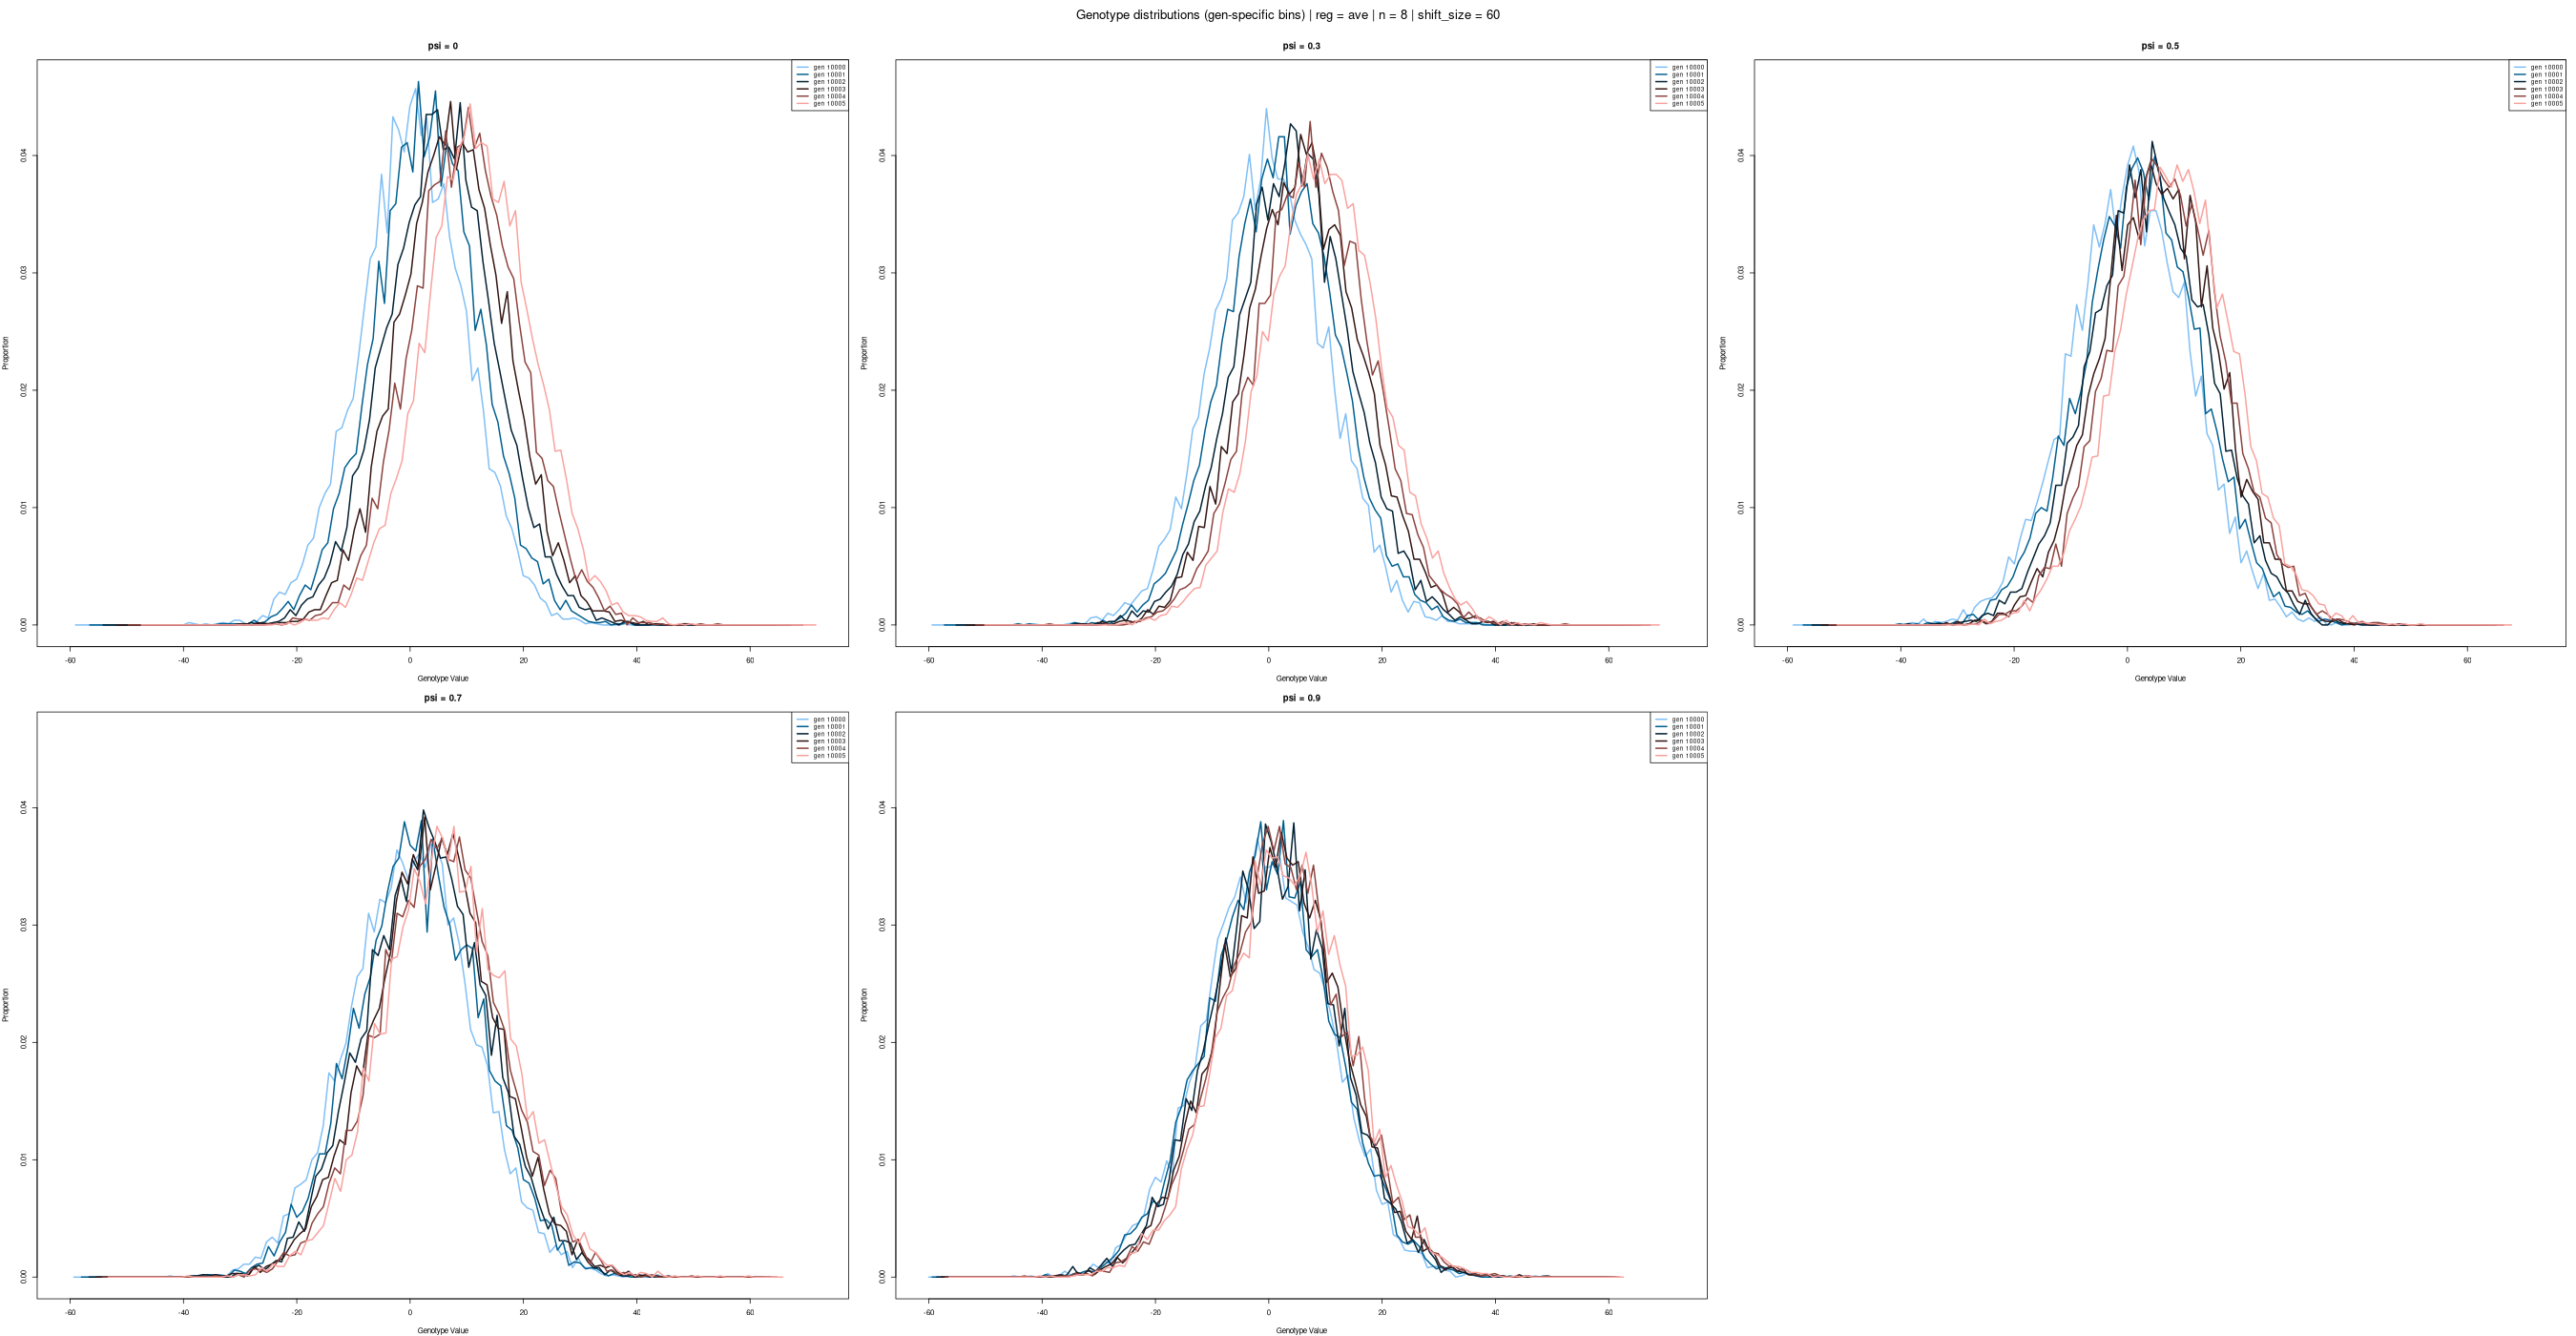 Genotype distributions (gen-specific bins) | reg = ave | n = 8 | shift_size = 60
psi = 0
gen 10000
gen 10001
gen 10002
gen 10003
gen 10004
gen 10005
Proportion
0.04
0.03
0.02
0.01
0.00
-60 -40 -20 0 20 40 60
Genotype Value
psi = 0.3
gen 10000
gen 10001
gen 10002
gen 10003
gen 10004
gen 10005
Proportion
0.04
0.03
0.02
0.01
0.00
-60 -40 -20 0 20 40 60
Genotype Value
psi = 0.5
gen 10000
gen 10001
gen 10002
gen 10003
gen 10004
gen 10005
Proportion
0.04
0.03
0.02
0.01
0.00
-60 -40 -20 0 20 40 60
Genotype Value
psi = 0.7
gen 10000
gen 10001
gen 10002
gen 10003
gen 10004
gen 10005
Proportion
0.04
0.03
0.02
0.01
0.00
-60 -40 -20 0 20 40 60
Genotype Value
psi = 0.9
gen 10000
gen 10001
gen 10002
gen 10003
gen 10004
gen 10005
Proportion
0.04
0.03
0.02
0.01
0.00
-60 -40 -20 0 20 40 60
Genotype Value